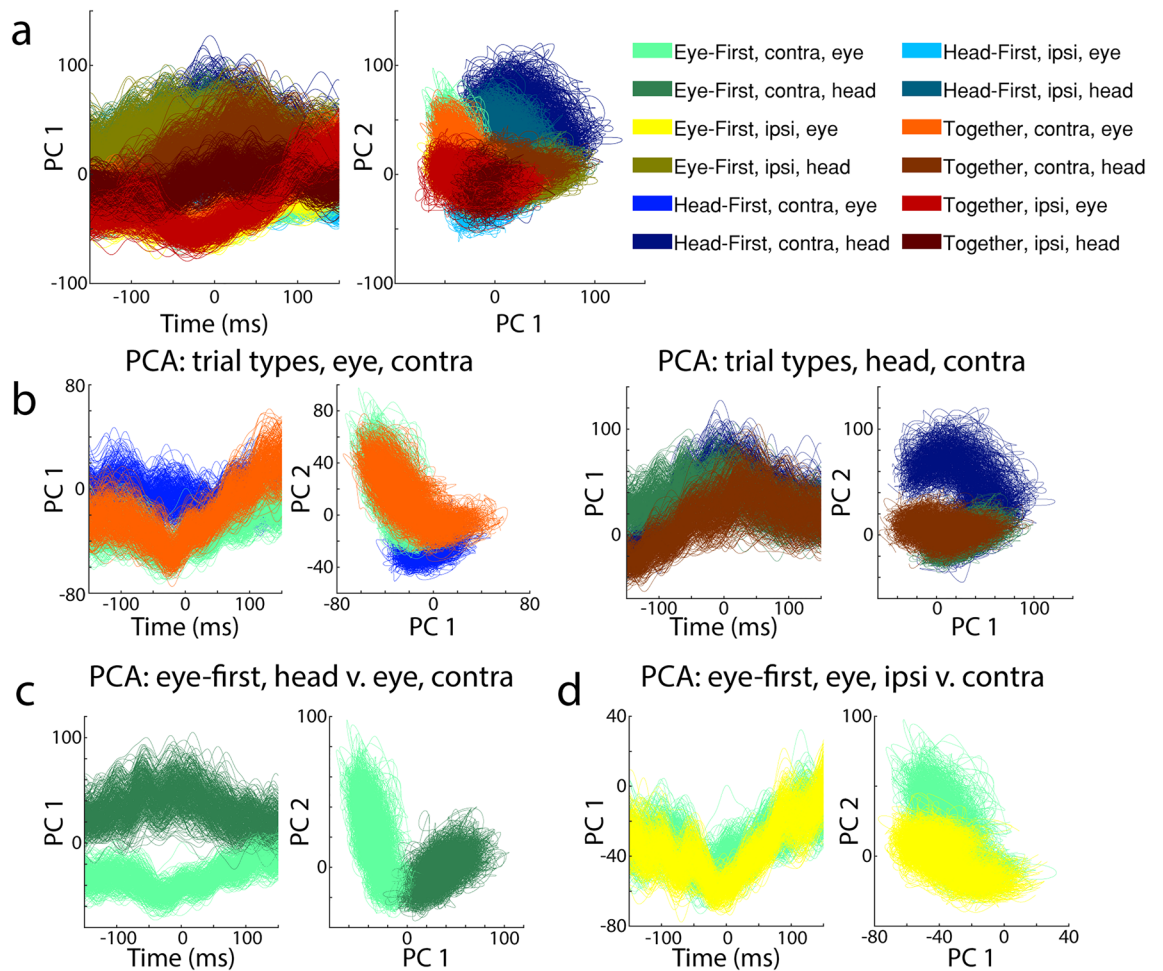 a
100
0
-100
PC 1
-100
0
100
Time (ms)
100
0
-100
PC 2
0
100
PC 1
Eye-First, contra, eye
Eye-First, contra, head
Eye-First, ipsi, eye
Eye-First, ipsi, head
Head-First, contra, eye
Head-First, contra, head
Head-First, ipsi, eye
Head-First, ipsi, head
Together, contra, eye
Together, contra, head
Together, ipsi, eye
Together, ipsi, head
b
PCA: trial types, eye, contra
80
0
-80
PC 1
-100
0
100
Time (ms)
80
40
0
-40
PC 2
-80
0
80
PC 1
PCA: trial types, head, contra
100
0
PC 1
-100
0
100
Time (ms)
100
0
PC 2
0
100
PC 1
c
PCA: eye-first, head v. eye, contra
100
0
PC 1
-100
0
100
Time (ms)
100
0
PC 2
0
100
PC 1
d
PCA: eye-first, eye, ipsi v. contra
40
0
-40
-80
PC 1
-100
0
100
Time (ms)
100
0
PC 2
-80
-40
0
40
PC 1